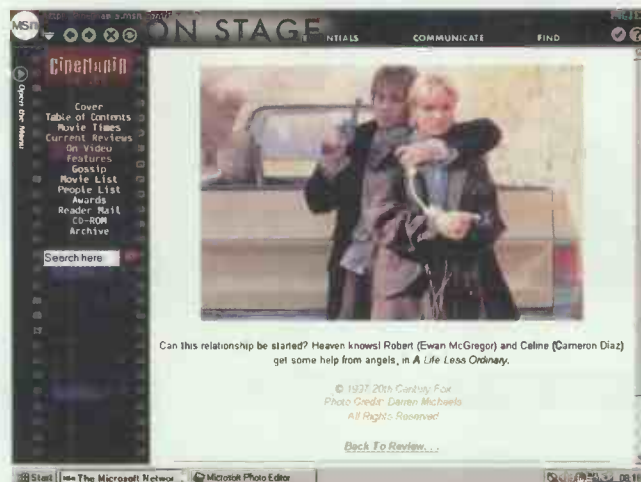 msn
ON STAGE
COMMUNICATE
FIND
CineMania
Open the Menu
Cover
Table of Contents
Movie Times
Current Reviews
On Video
Features
Gossip
Movie List
People List
Awards
Reader Mail
CD-ROM
Archive
Search here
Can this relationship be started? Heaven knows! Robert (Ewan McGregor) and Celine (Cameron Diaz)
get some help from angels, in A Life Less Ordinary.
© 1997 20th Century Fox
Photo Credit: Darren Michaels
All Rights Reserved
Back To Review. . .
Start
The Microsoft Networ...
Microsoft Photo Editor